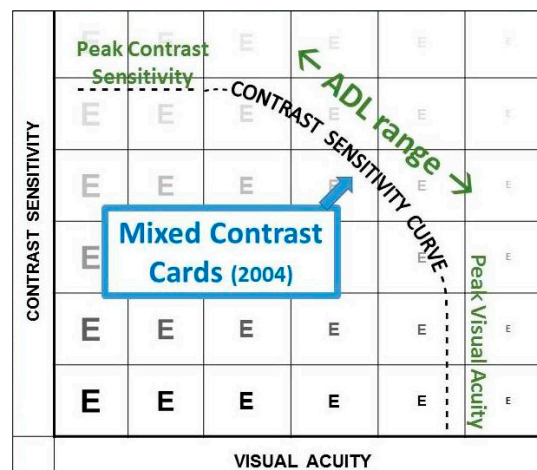 Peak Contrast
Sensitivity
ADL range
CONTRAST SENSITIVITY CURVE
Mixed Contrast
Cards (2004)
Peak Visual Acuity
CONTRAST SENSITIVITY
E E E E E E
E E E E E E
E E E E E
E E E
E E E E E E
E E E E E E
VISUAL ACUITY